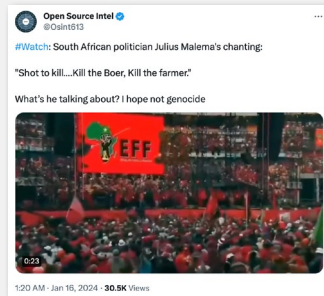 Open Source Intel
@Osint613
#Watch: South African politician Julius Malema's chanting:
"Shot to kill....Kill the Boer, Kill the farmer."
What's he talking about? I hope not genocide
EFF
0:23
1:20 AM · Jan 16, 2024 · 30.5K Views